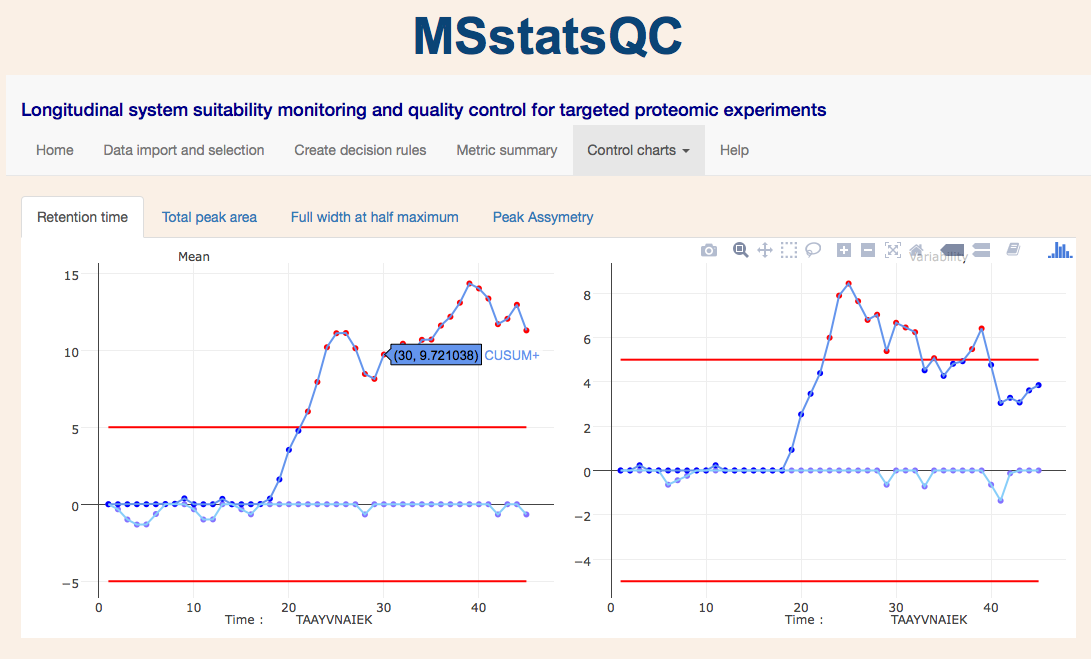 MSstatsQC
Longitudinal system suitability monitoring and quality control for targeted proteomic experiments
Home Data import and selection Create decision rules Metric summary Control charts Help
Retention time Total peak area Full width at half maximum Peak Assymetry
Mean
15
10
5
0
−5
(30, 9.721038) CUSUM+
0 10 20 30 40
Time : TAAYVNAIEK
Variability
8
6
4
2
0
−2
−4
0 10 20 30 40
Time : TAAYVNAIEK